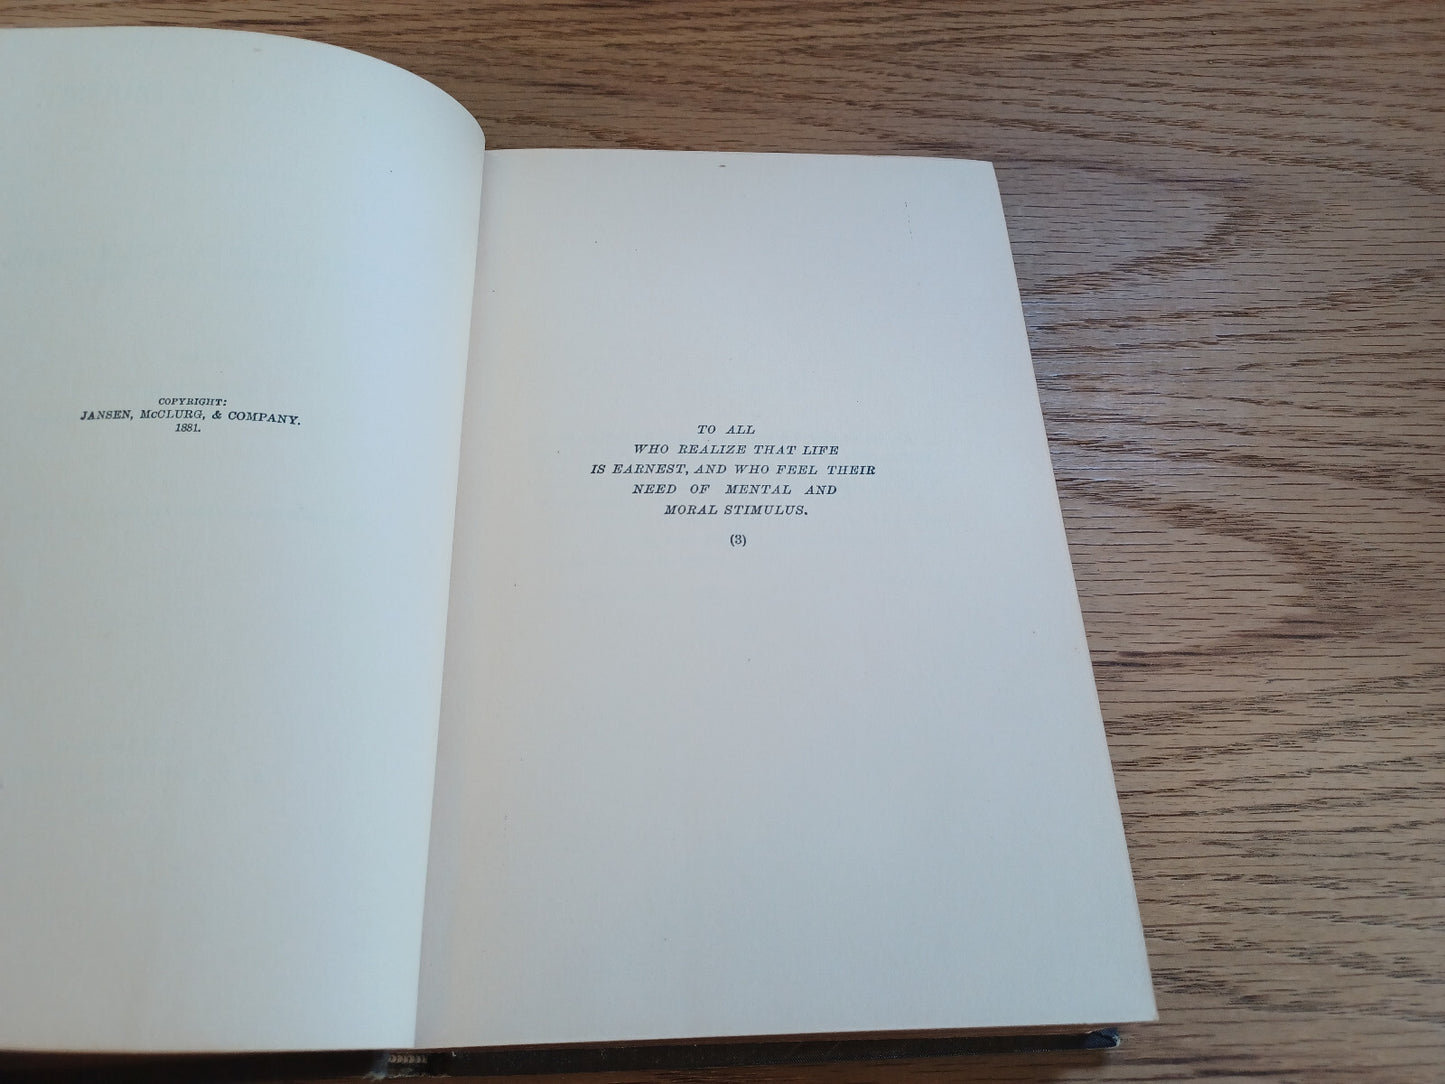 COPYRIGHT:
JANSEN, McCLURG, & COMPANY.
1881.
TO ALL
WHO REALIZE THAT LIFE
IS EARNEST, AND WHO FEEL THEIR
NEED OF MENTAL AND
MORAL STIMULUS.
(3)